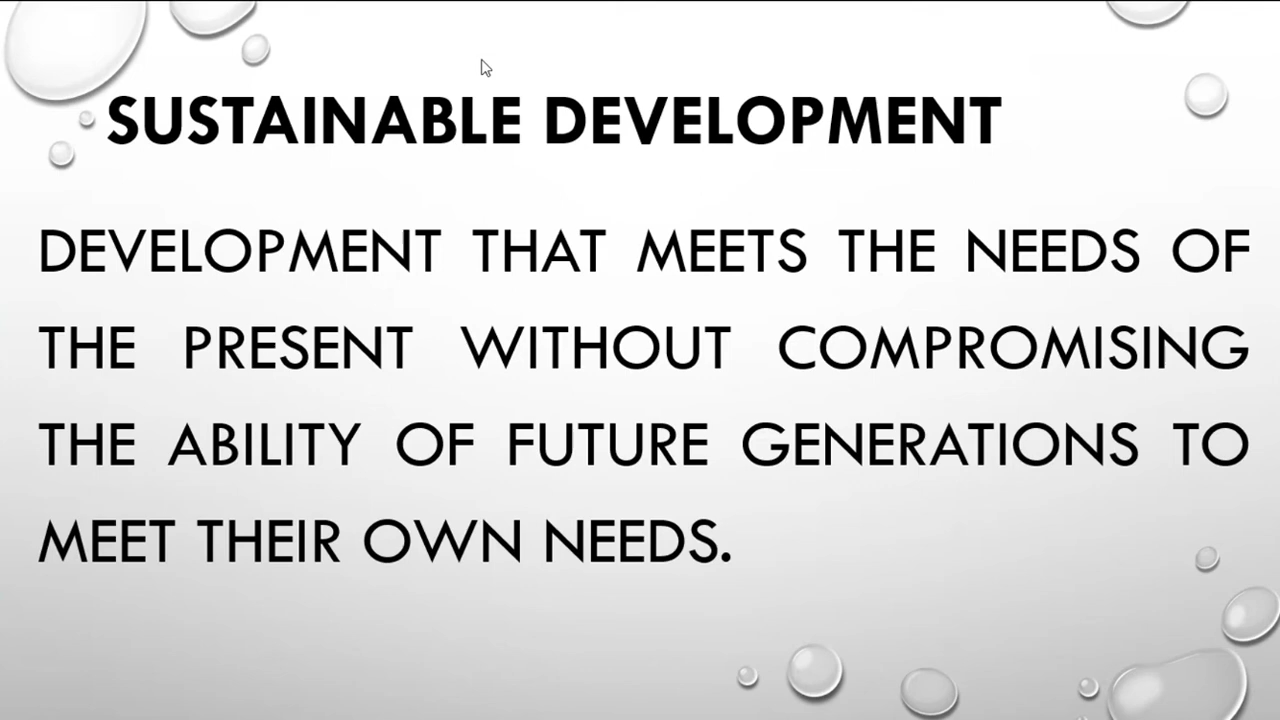 SUSTAINABLE DEVELOPMENT
DEVELOPMENT THAT MEETS THE NEEDS OF
THE PRESENT WITHOUT COMPROMISING
THE ABILITY OF FUTURE GENERATIONS TO
MEET THEIR OWN NEEDS.